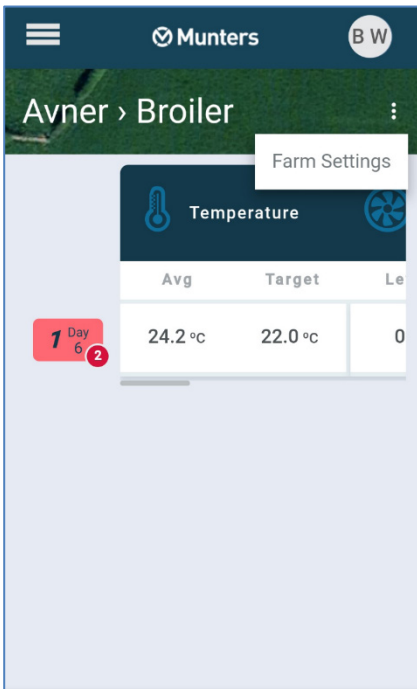 Munters
B W
Avner › Broiler
Farm Settings
Temperature
Avg Target Le
1 Day 6 2
24.2 °C 22.0 °C 0